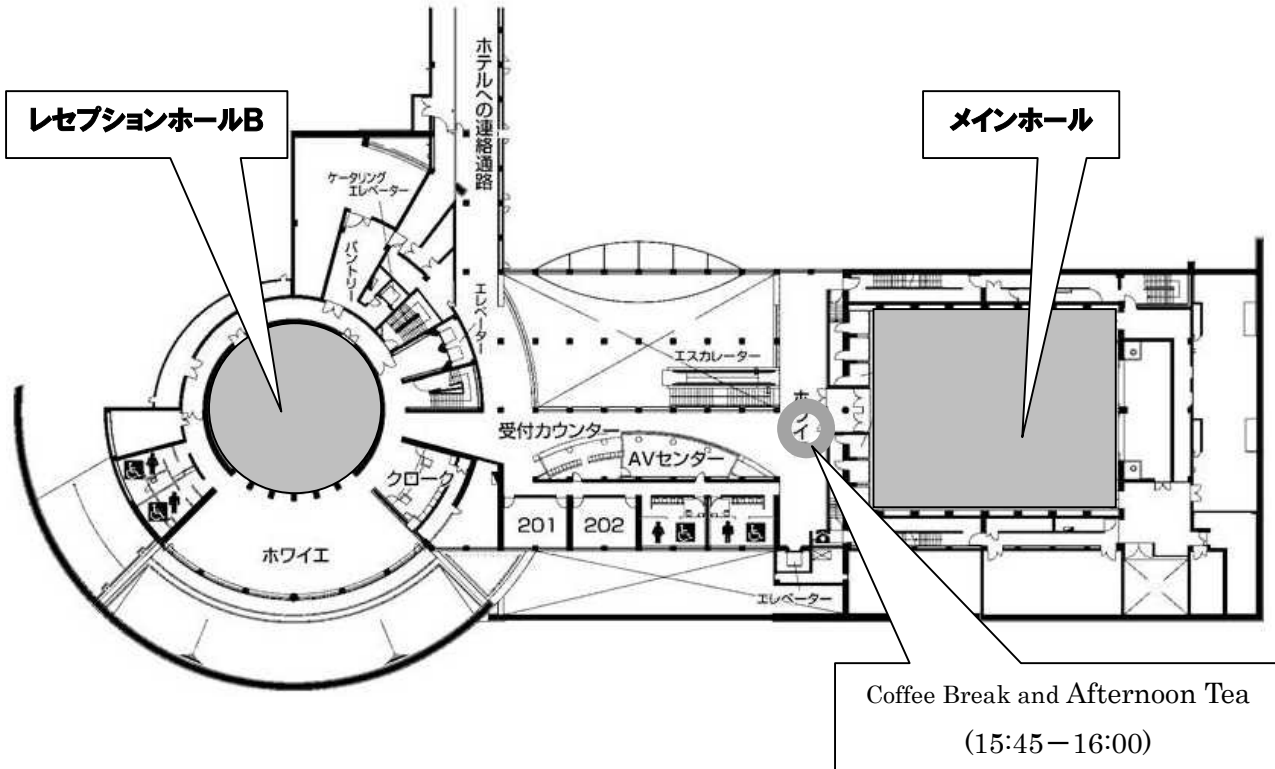 レセプションホールB
メインホール
ホテルへの連絡通路
ケータリング
エレベーター
パントリー
エレベーター
エスカレーター
受付カウンター
AVセンター
クローク
201
202
ホワイエ
エレベーター
Coffee Break and Afternoon Tea
(15:45－16:00)